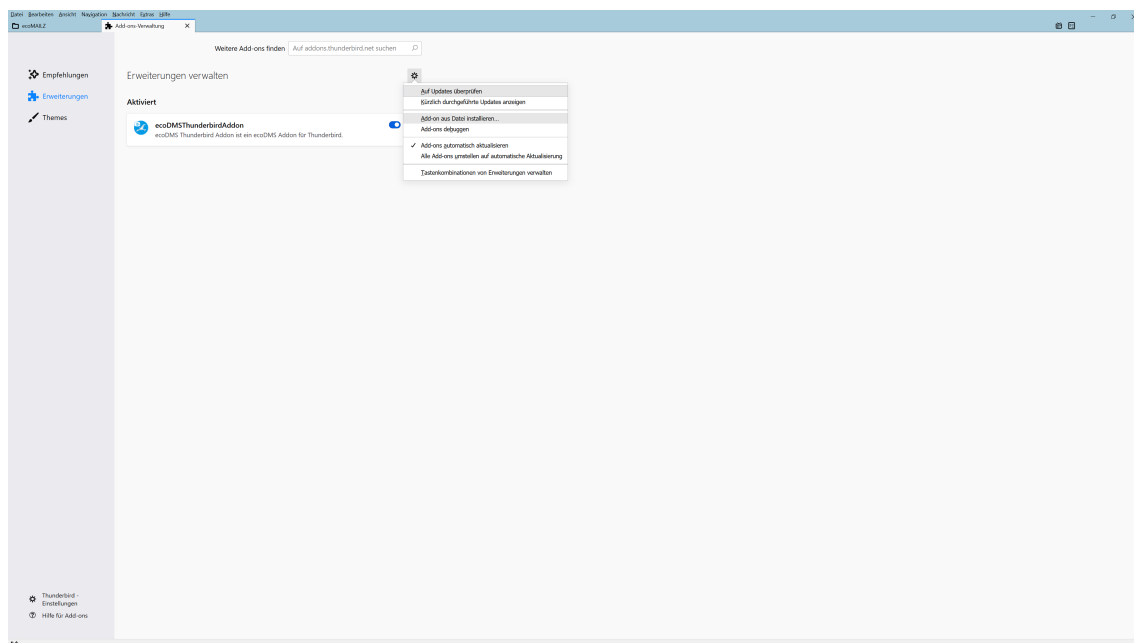 Datei Bearbeiten Ansicht Navigation Nachricht Extras Hilfe
ecoMAILZ
Add-ons-Verwaltung
Weitere Add-ons finden
Auf addons.thunderbird.net suchen
Empfehlungen
Erweiterungen
Themes
Erweiterungen verwalten
Aktiviert
ecoDMSThunderbirdAddon
ecoDMS Thunderbird Addon ist ein ecoDMS Addon für Thunderbird.
Auf Updates überprüfen
Kürzlich durchgeführte Updates anzeigen
Add-on aus Datei installieren...
Add-ons debuggen
Add-ons automatisch aktualisieren
Alle Add-ons umstellen auf automatische Aktualisierung
Tastenkombinationen von Erweiterungen verwalten
Thunderbird -
Einstellungen
Hilfe für Add-ons